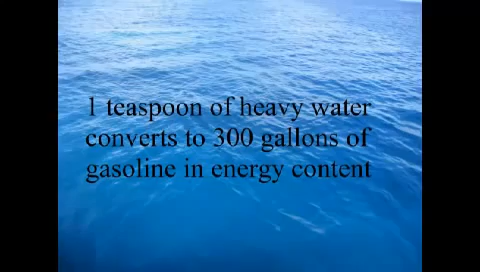 1 teaspoon of heavy water
converts to 300 gallons of
gasoline in energy content